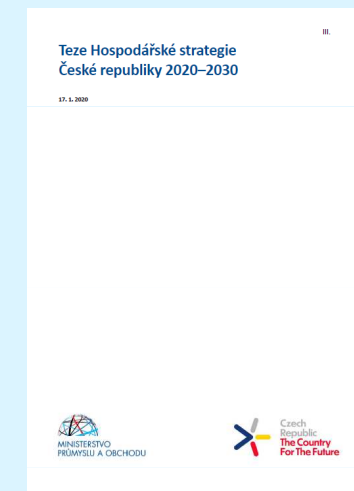 III.
Teze Hospodářské strategie
České republiky 2020–2030
17. 1. 2020
MINISTERSTVO
PRŮMYSLU A OBCHODU
Czech
Republic
The Country
For The Future